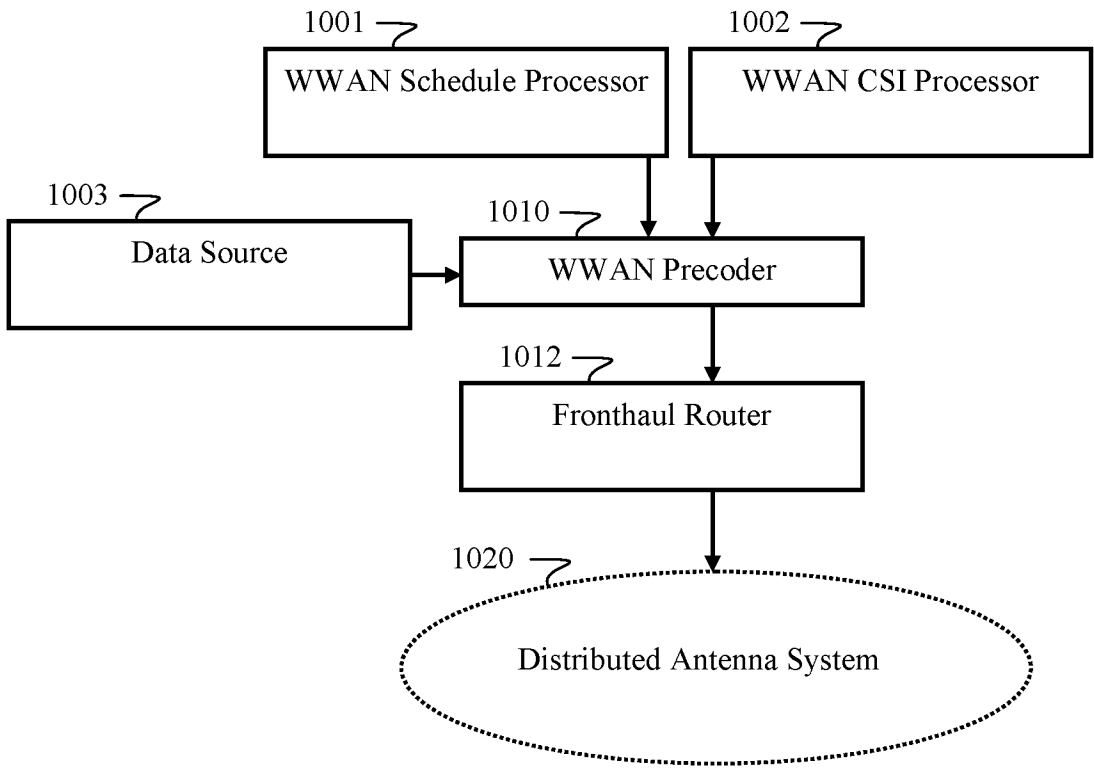 1001
1002
WWAN Schedule Processor
WWAN CSI Processor
1003
1010
Data Source
WWAN Precoder
1012
Fronthaul Router
1020
Distributed Antenna System